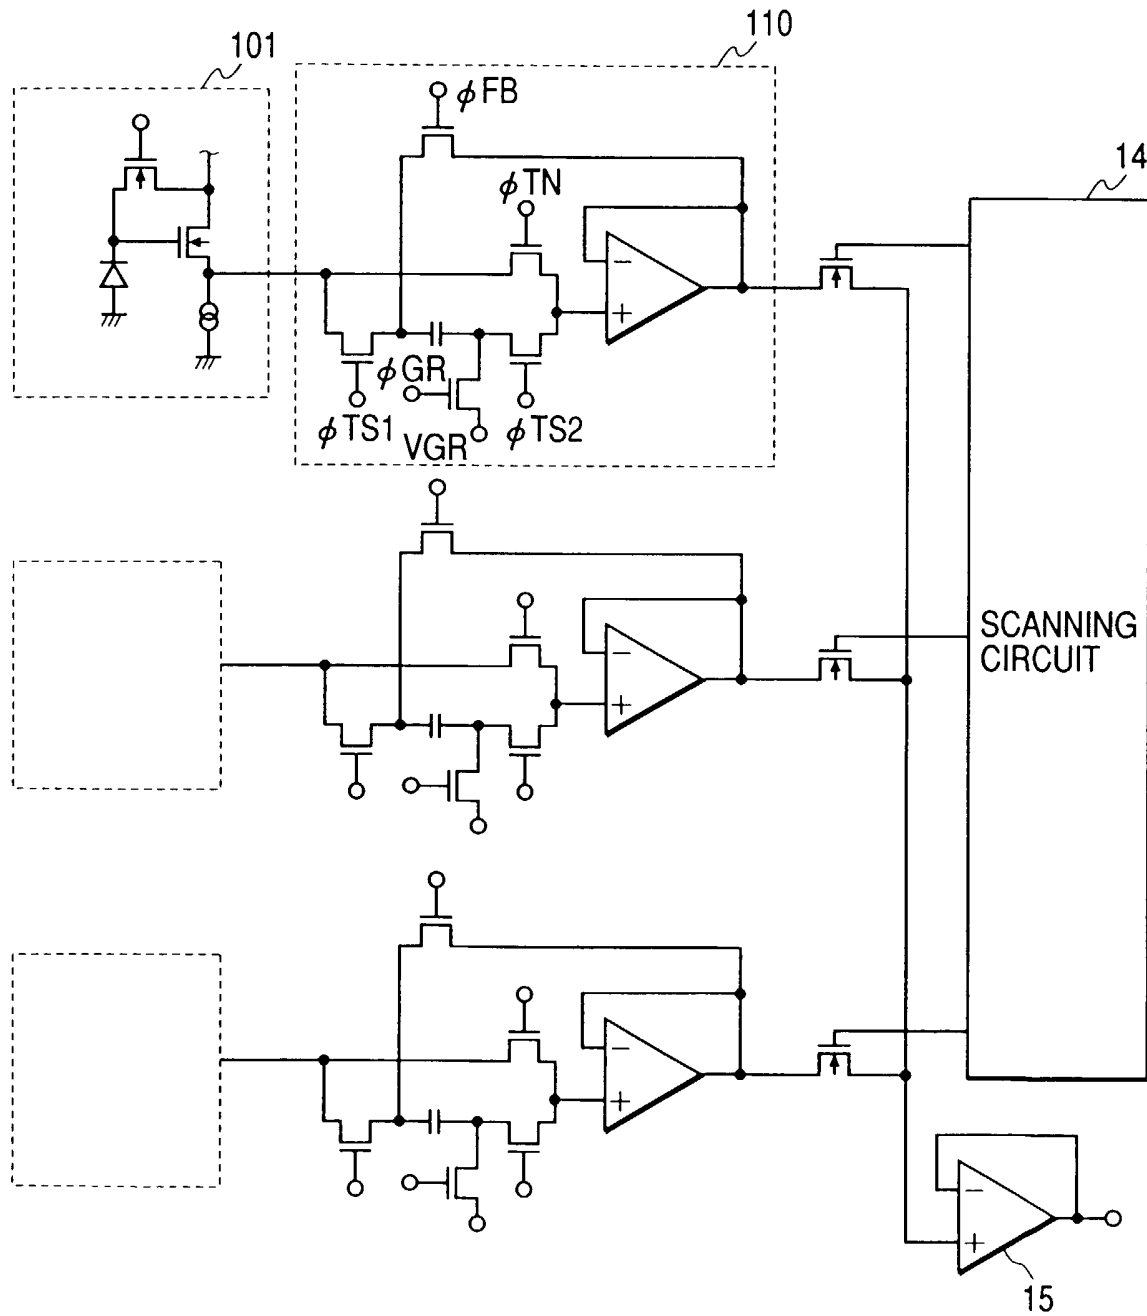 101
110
ϕFB
14
ϕTN
−
+
ϕGR
ϕTS1
VGR
ϕTS2
−
+
SCANNING
CIRCUIT
−
+
−
+
15